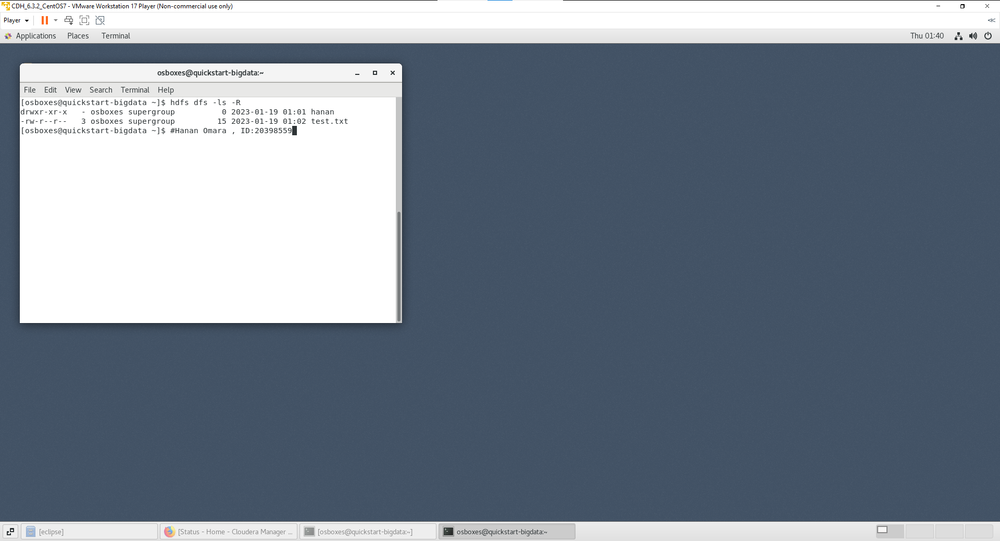 CDH_6.3.2_CentOS7 - VMware Workstation 17 Player (Non-commercial use only)
Player
Applications Places Terminal Thu 01:40
osboxes@quickstart-bigdata:~
File Edit View Search Terminal Help
[osboxes@quickstart-bigdata ~]$ hdfs dfs -ls -R
drwxr-xr-x   - osboxes supergroup          0 2023-01-19 01:01 hanan
-rw-r--r--   3 osboxes supergroup         15 2023-01-19 01:02 test.txt
[osboxes@quickstart-bigdata ~]$ #Hanan Omara , ID:20398559
[eclipse] [Status - Home - Cloudera Manager ... [osboxes@quickstart-bigdata:~] osboxes@quickstart-bigdata:~